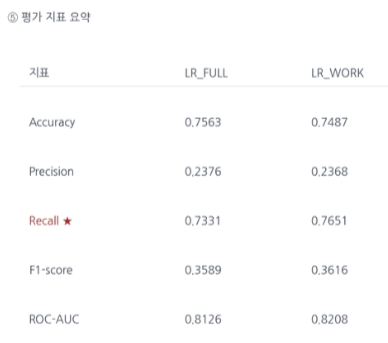 ⑤ 평가 지표 요약
지표 LR_FULL LR_WORK
Accuracy 0.7563 0.7487
Precision 0.2376 0.2368
Recall ★ 0.7331 0.7651
F1-score 0.3589 0.3616
ROC-AUC 0.8126 0.8208